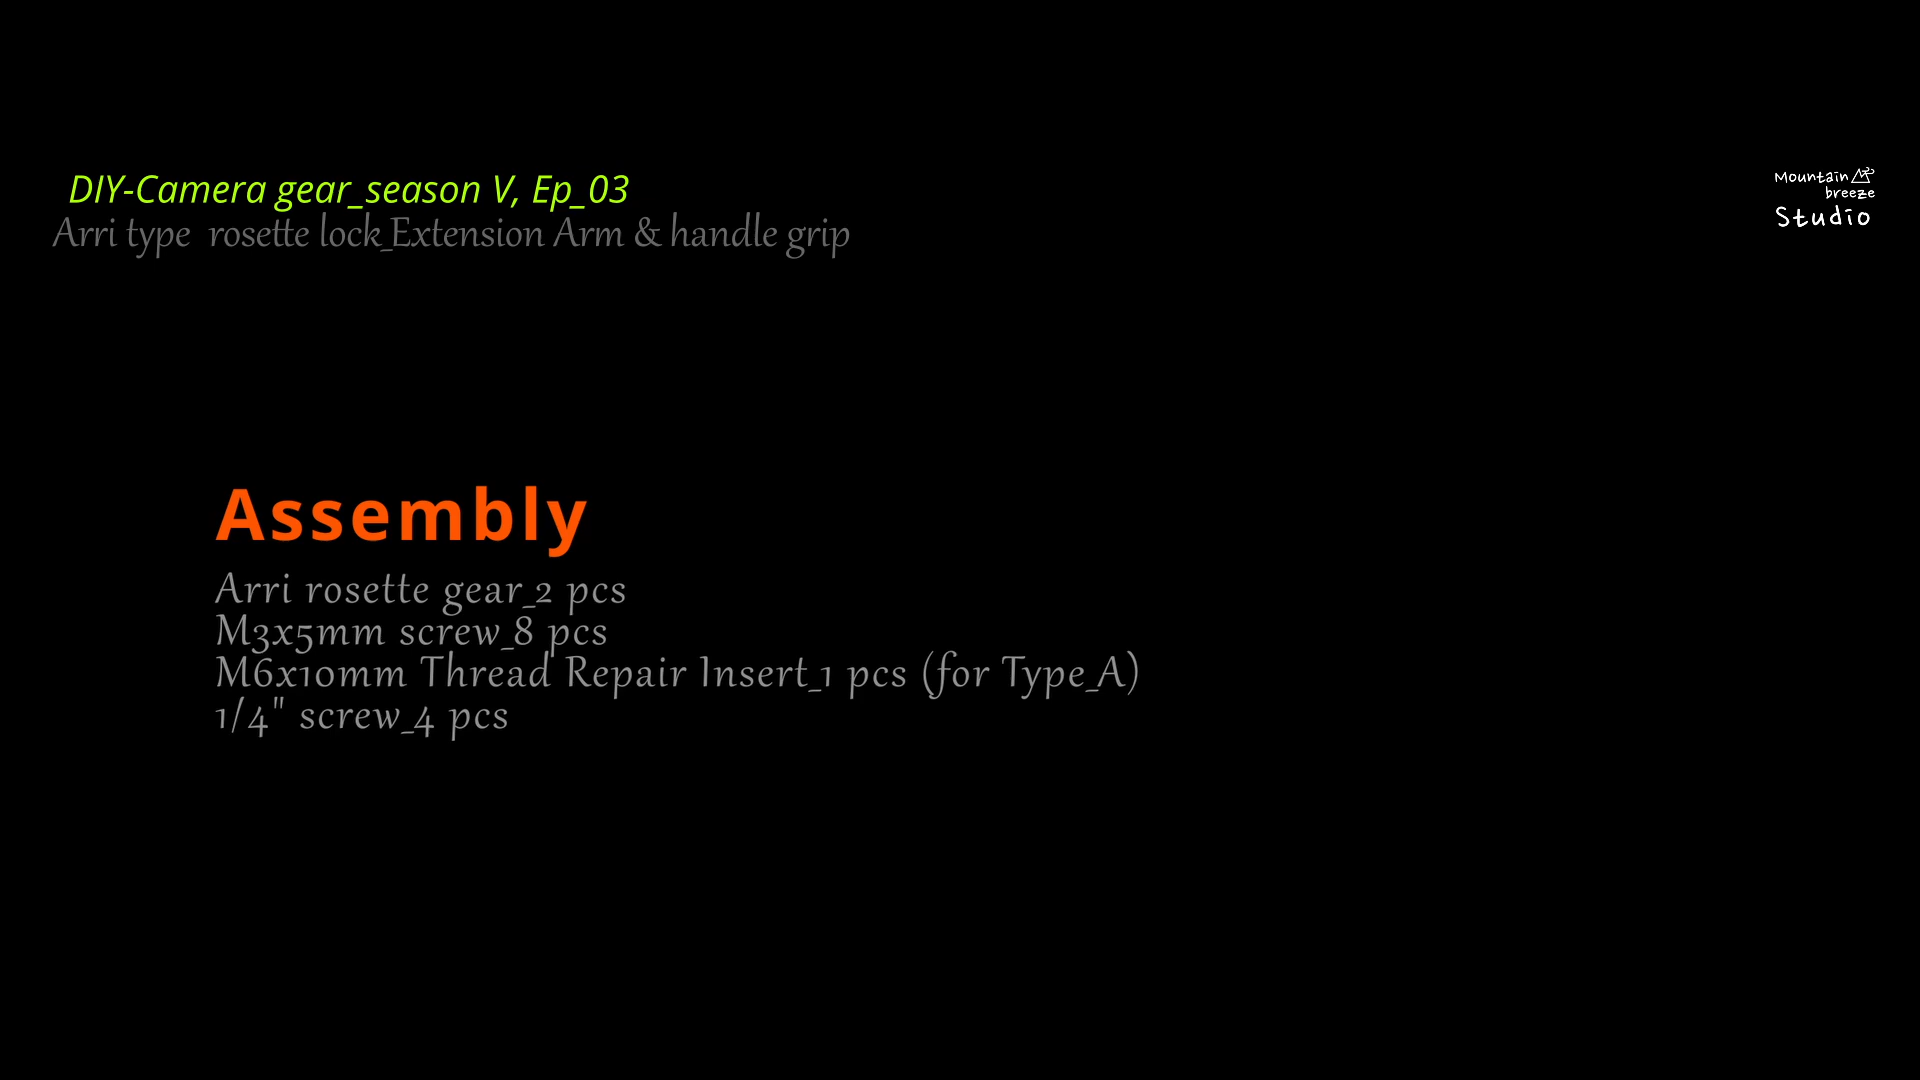 DIY-Camera gear_season V, Ep_03
Arri type  rosette lock_Extension Arm & handle grip
Mountain
breeze
Studio
Assembly
Arri rosette gear_2 pcs
M3x5mm screw_8 pcs
M6x10mm Thread Repair Insert_1 pcs (for Type_A)
1/4" screw_4 pcs